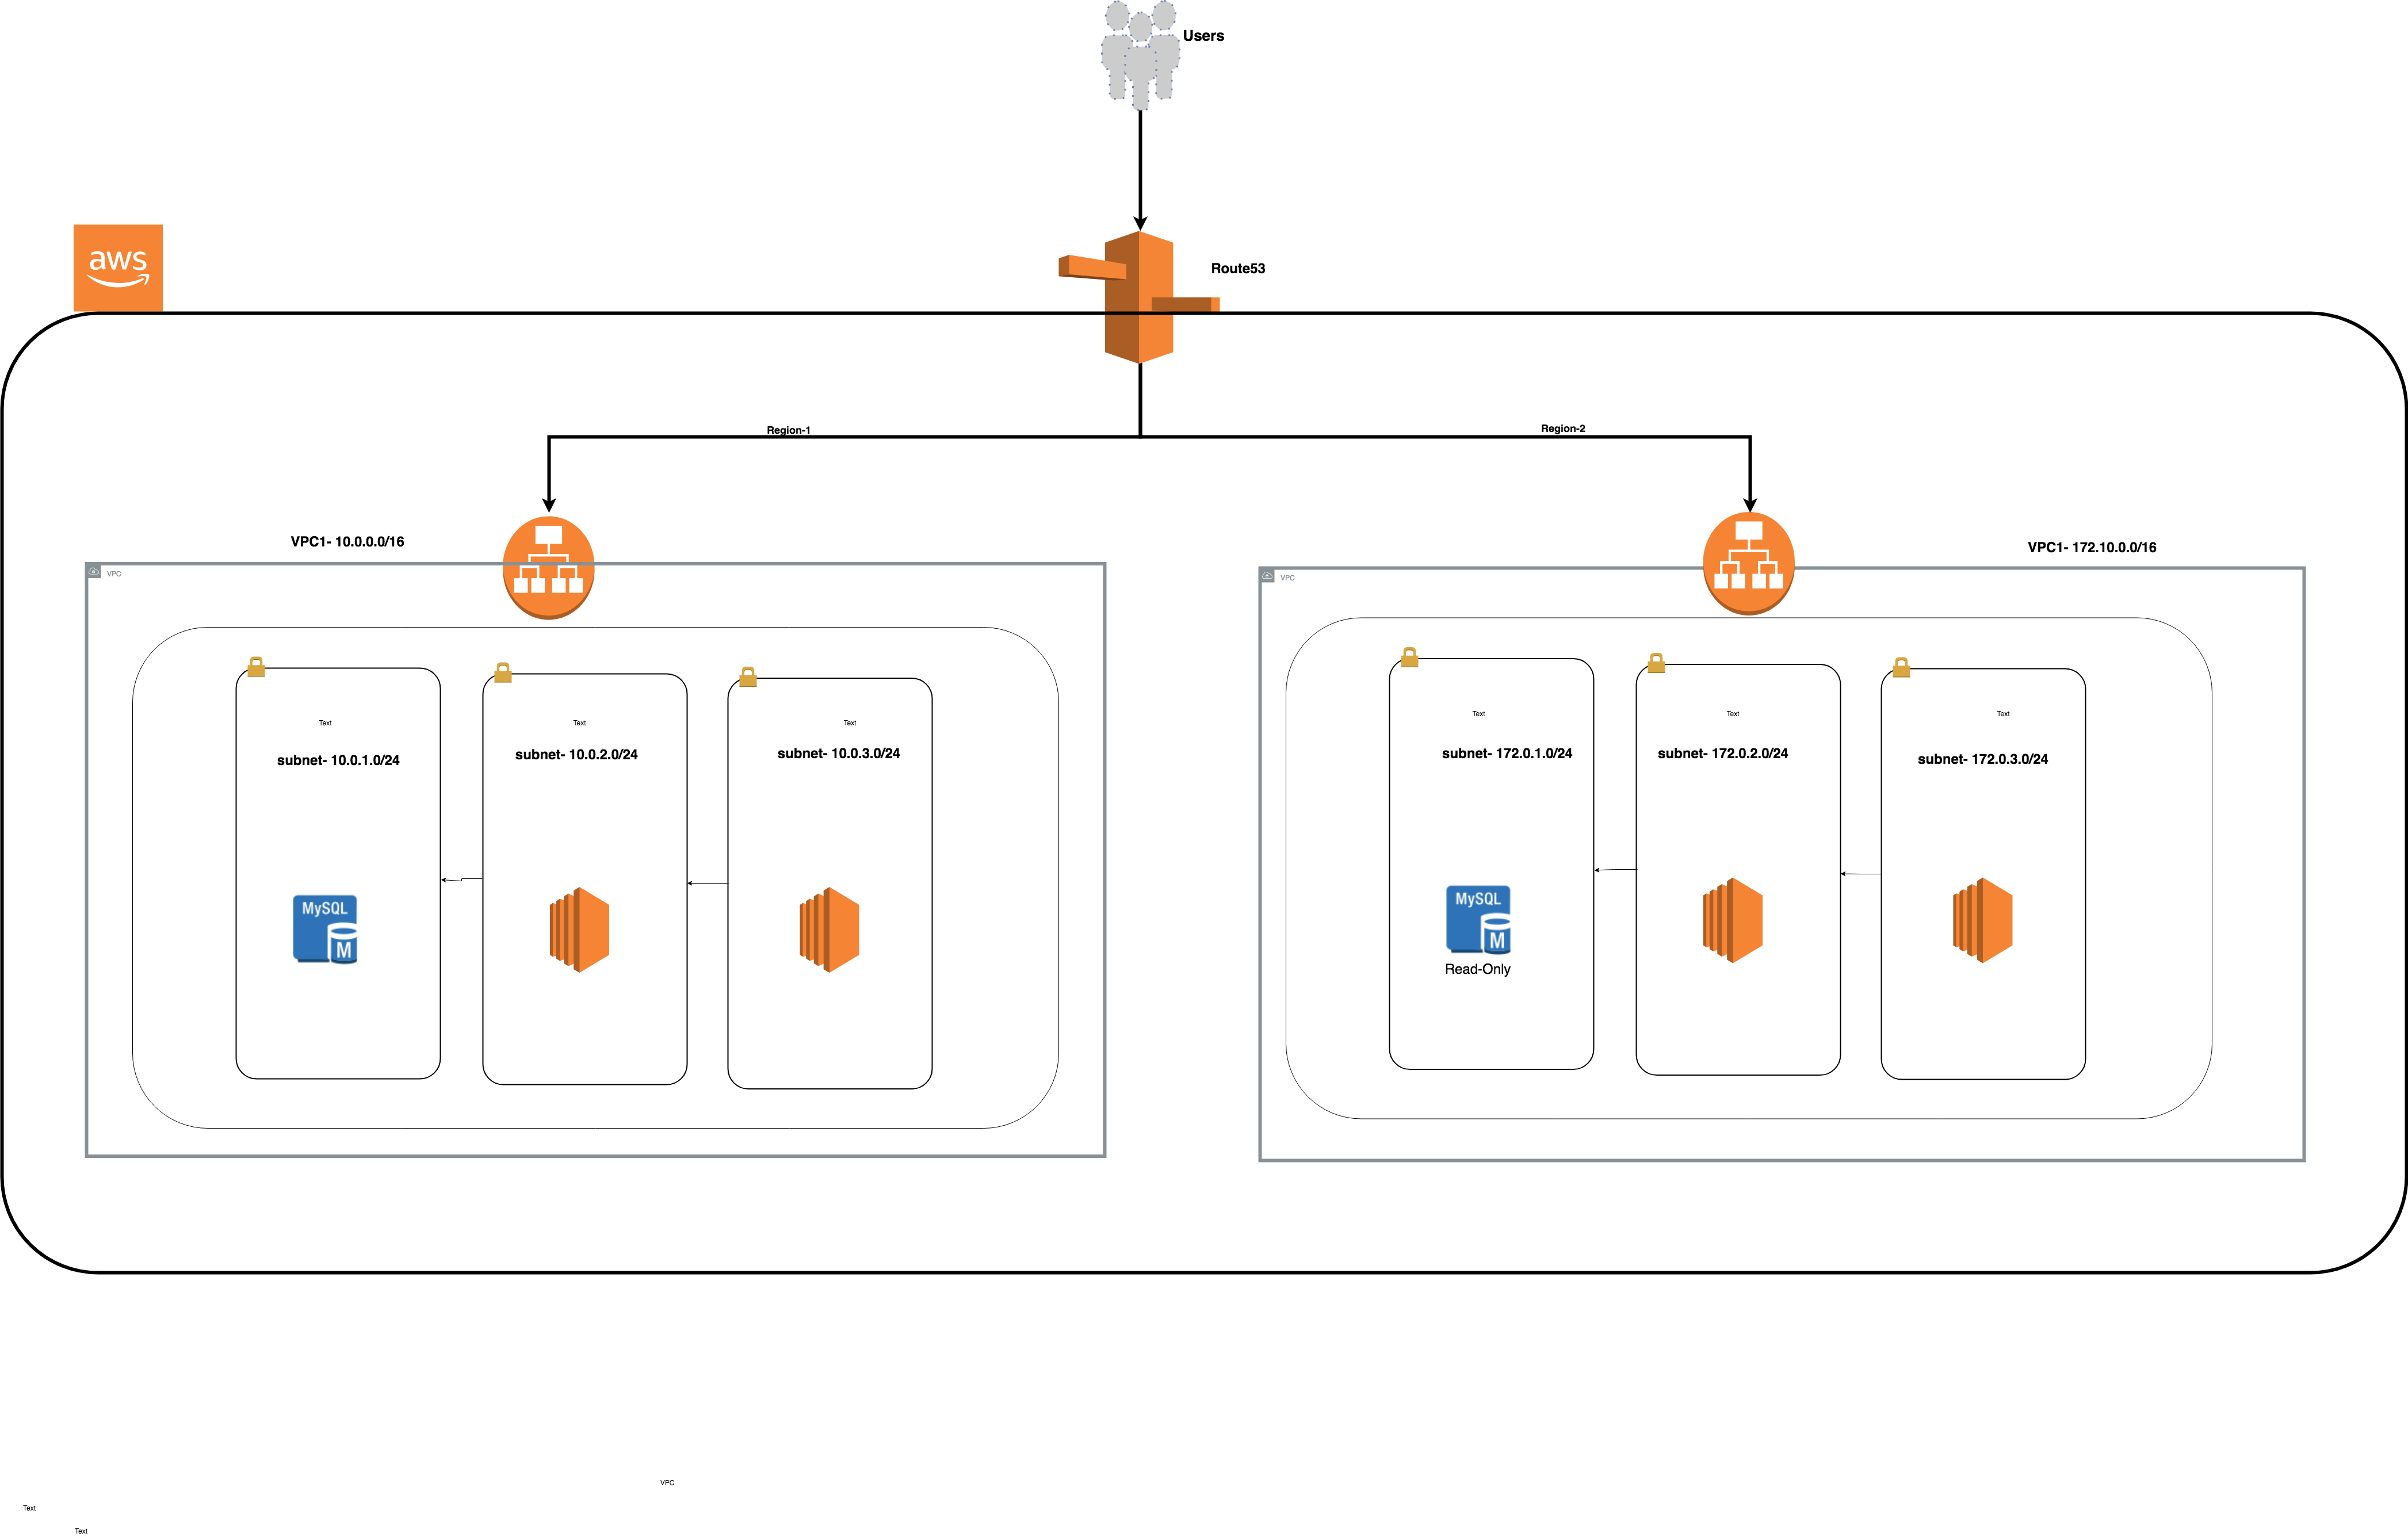 Users
aws
Route53
Region-1
Region-2
VPC1- 10.0.0.0/16
VPC1- 172.10.0.0/16
VPC
VPC
Text
Text
Text
Text
Text
Text
subnet- 10.0.1.0/24
subnet- 10.0.2.0/24
subnet- 10.0.3.0/24
subnet- 172.0.1.0/24
subnet- 172.0.2.0/24
subnet- 172.0.3.0/24
MySQL
M
MySQL
M
Read-Only
VPC
Text
Text